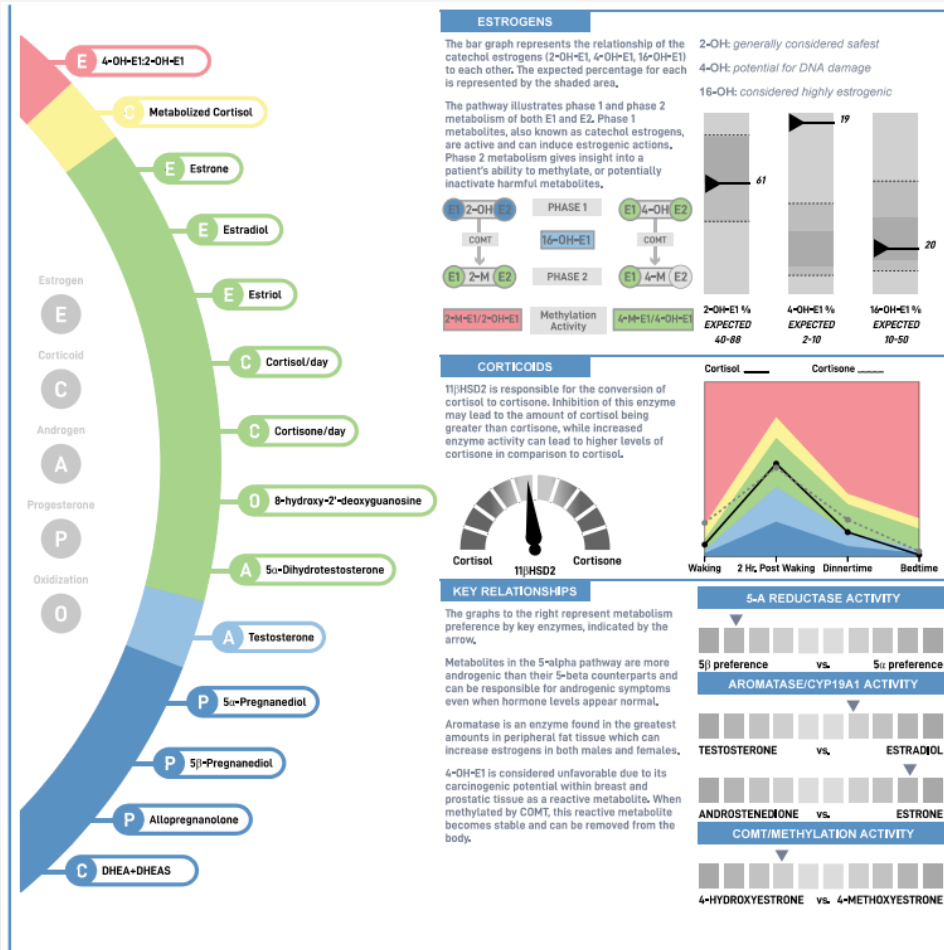 E 4-OH-E1:2-OH-E1
C Metabolized Cortisol
E Estrone
E Estradiol
E Estriol
C Cortisol/day
C Cortisone/day
O 8-hydroxy-2'-deoxyguanosine
A 5α-Dihydrotestosterone
A Testosterone
P 5α-Pregnanediol
P 5β-Pregnanediol
P Allopregnanolone
C DHEA+DHEAS
Estrogen
E
Corticoid
C
Androgen
A
Progesterone
P
Oxidization
O
ESTROGENS
The bar graph represents the relationship of the
catechol estrogens (2-OH-E1, 4-OH-E1, 16-OH-E1)
to each other. The expected percentage for each
is represented by the shaded area.
The pathway illustrates phase 1 and phase 2
metabolism of both E1 and E2. Phase 1
metabolites, also known as catechol estrogens,
are active and can induce estrogenic actions.
Phase 2 metabolism gives insight into a
patient's ability to methylate, or potentially
inactivate harmful metabolites.
E1 2-OH E2 PHASE 1 E1 4-OH E2
COMT 16-OH-E1 COMT
E1 2-M E2 PHASE 2 E1 4-M E2
2-M-E1/2-OH-E1 Methylation Activity 4-M-E1/4-OH-E1
2-OH: generally considered safest
4-OH: potential for DNA damage
16-OH: considered highly estrogenic
61
19
20
2-OH-E1 % 4-OH-E1 % 16-OH-E1 %
EXPECTED EXPECTED EXPECTED
40-88 2-10 10-50
CORTICOIDS
11βHSD2 is responsible for the conversion of
cortisol to cortisone. Inhibition of this enzyme
may lead to the amount of cortisol being
greater than cortisone, while increased
enzyme activity can lead to higher levels of
cortisone in comparison to cortisol.
Cortisol Cortisone
11βHSD2
Cortisol Cortisone
Waking 2 Hr. Post Waking Dinnertime Bedtime
KEY RELATIONSHIPS
The graphs to the right represent metabolism
preference by key enzymes, indicated by the
arrow.
Metabolites in the 5-alpha pathway are more
androgenic than their 5-beta counterparts and
can be responsible for androgenic symptoms
even when hormone levels appear normal.
Aromatase is an enzyme found in the greatest
amounts in peripheral fat tissue which can
increase estrogens in both males and females.
4-OH-E1 is considered unfavorable due to its
carcinogenic potential within breast and
prostatic tissue as a reactive metabolite. When
methylated by COMT, this reactive metabolite
becomes stable and can be removed from the
body.
5-A REDUCTASE ACTIVITY
5β preference vs. 5α preference
AROMATASE/CYP19A1 ACTIVITY
TESTOSTERONE vs. ESTRADIOL
ANDROSTENEDIONE vs. ESTRONE
COMT/METHYLATION ACTIVITY
4-HYDROXYESTRONE vs. 4-METHOXYESTRONE